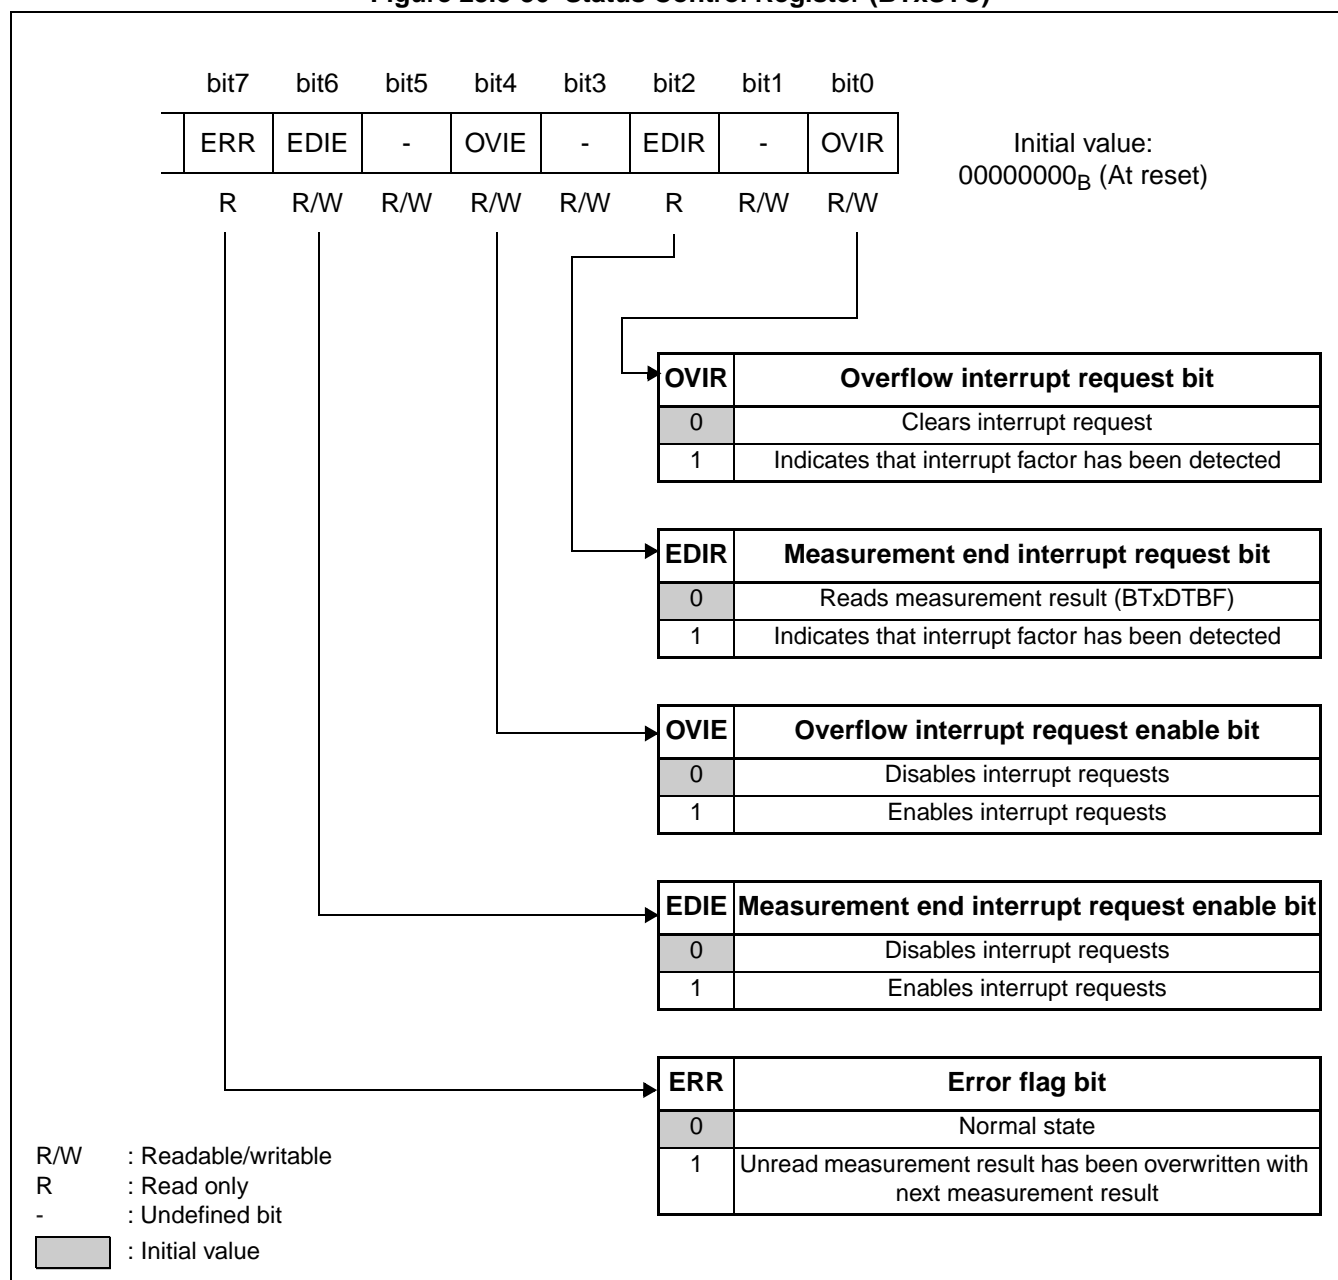 bit7 bit6 bit5 bit4 bit3 bit2 bit1 bit0
ERR EDIE - OVIE - EDIR - OVIR
Initial value:
00000000B (At reset)
R R/W R/W R/W R/W R R/W R/W
OVIR Overflow interrupt request bit
0 Clears interrupt request
1 Indicates that interrupt factor has been detected
EDIR Measurement end interrupt request bit
0 Reads measurement result (BTxDTBF)
1 Indicates that interrupt factor has been detected
OVIE Overflow interrupt request enable bit
0 Disables interrupt requests
1 Enables interrupt requests
EDIE Measurement end interrupt request enable bit
0 Disables interrupt requests
1 Enables interrupt requests
ERR Error flag bit
0 Normal state
1 Unread measurement result has been overwritten with
next measurement result
R/W : Readable/writable
R : Read only
- : Undefined bit
: Initial value